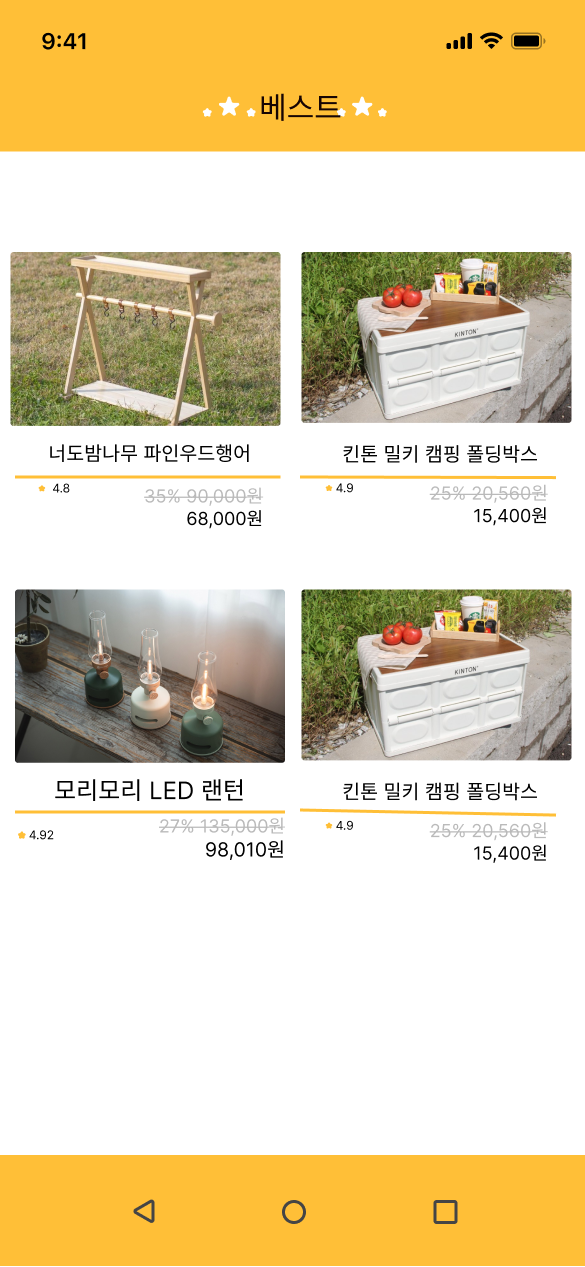 9:41
베스트
KINTON
너도밤나무 파인우드행어
4.8
35% 90,000원
68,000원
킨톤 밀키 캠핑 폴딩박스
4.9
25% 20,560원
15,400원
KINTON
모리모리 LED 랜턴
4.92
27% 135,000원
98,010원
킨톤 밀키 캠핑 폴딩박스
4.9
25% 20,560원
15,400원